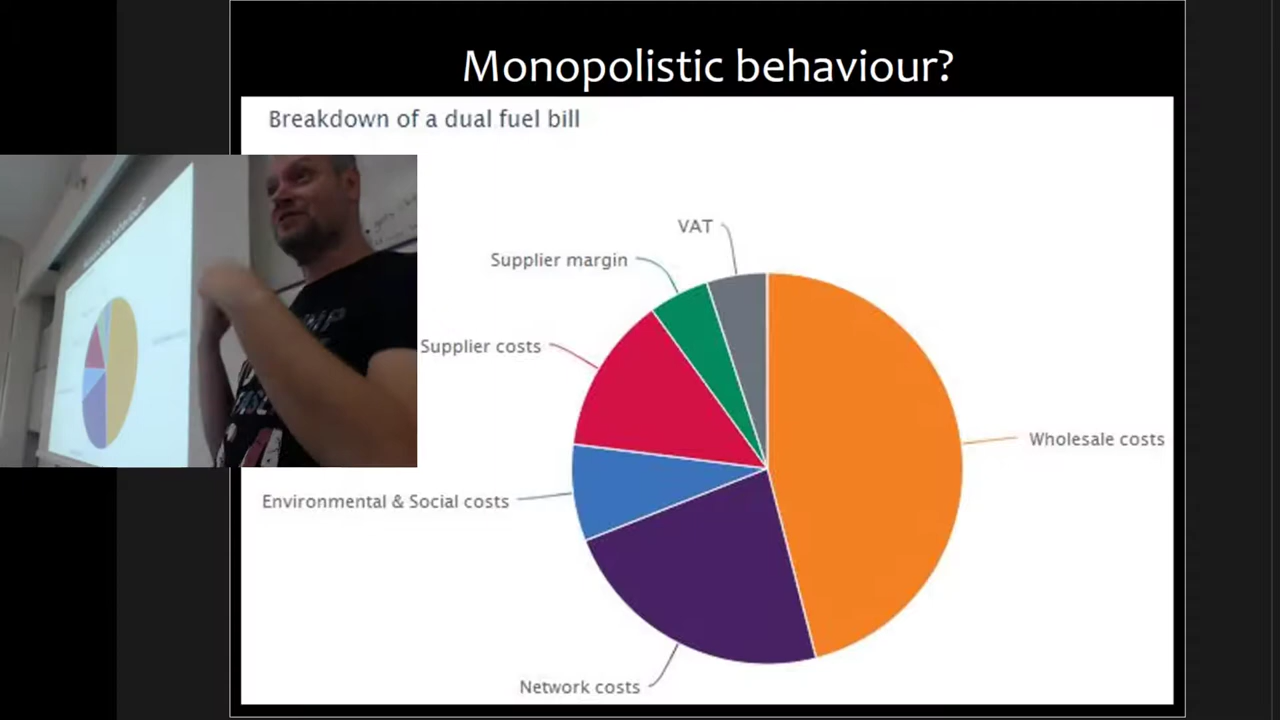 Monopolistic behaviour?
Breakdown of a dual fuel bill
VAT
Supplier margin
Supplier costs
Wholesale costs
Environmental & Social costs
Network costs